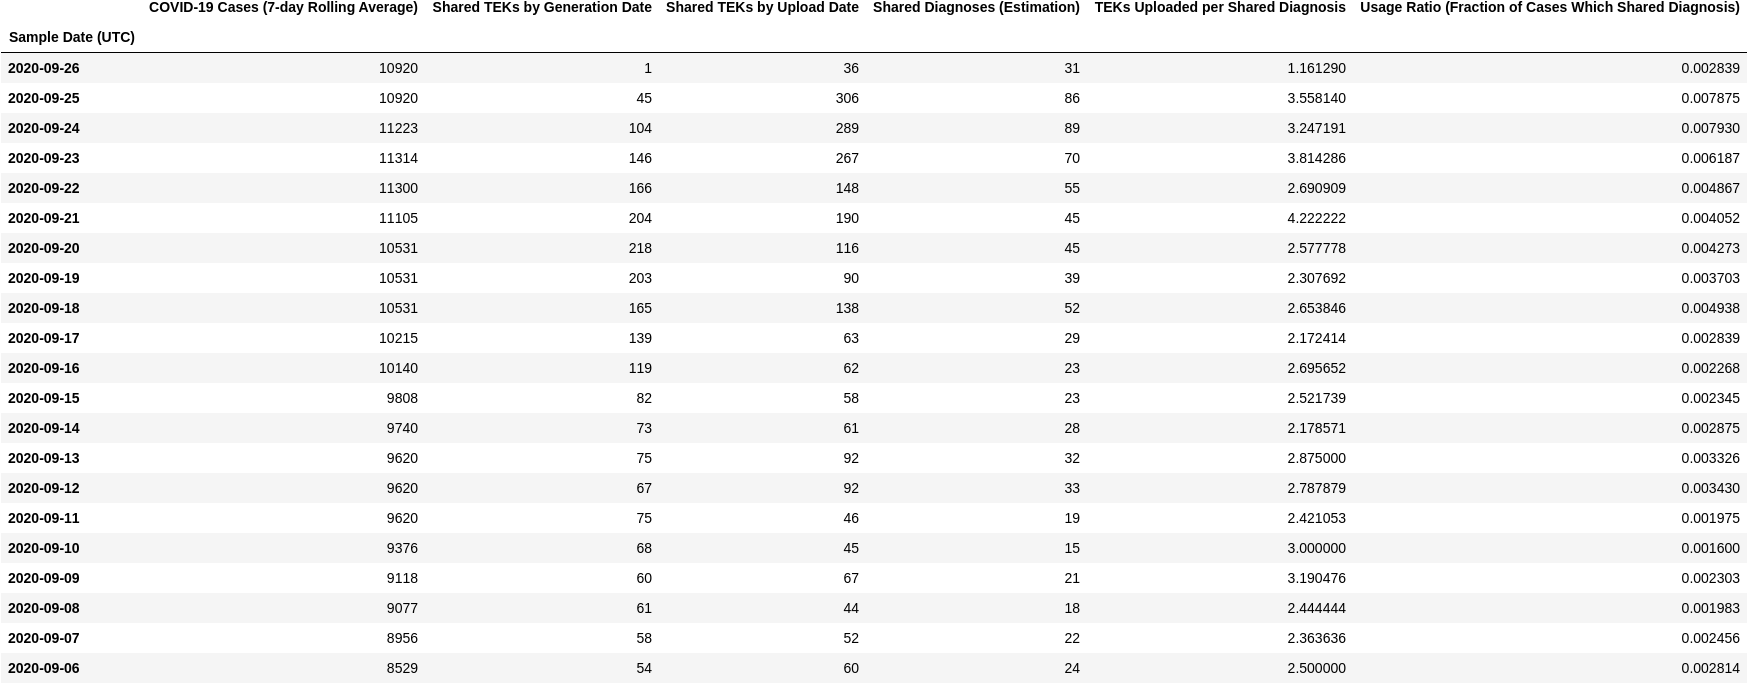 COVID-19 Cases (7-day Rolling Average) Shared TEKs by Generation Date Shared TEKs by Upload Date Shared Diagnoses (Estimation) TEKs Uploaded per Shared Diagnosis Usage Ratio (Fraction of Cases Which Shared Diagnosis)
Sample Date (UTC)
2020-09-26 10920 1 36 31 1.161290 0.002839
2020-09-25 10920 45 306 86 3.558140 0.007875
2020-09-24 11223 104 289 89 3.247191 0.007930
2020-09-23 11314 146 267 70 3.814286 0.006187
2020-09-22 11300 166 148 55 2.690909 0.004867
2020-09-21 11105 204 190 45 4.222222 0.004052
2020-09-20 10531 218 116 45 2.577778 0.004273
2020-09-19 10531 203 90 39 2.307692 0.003703
2020-09-18 10531 165 138 52 2.653846 0.004938
2020-09-17 10215 139 63 29 2.172414 0.002839
2020-09-16 10140 119 62 23 2.695652 0.002268
2020-09-15 9808 82 58 23 2.521739 0.002345
2020-09-14 9740 73 61 28 2.178571 0.002875
2020-09-13 9620 75 92 32 2.875000 0.003326
2020-09-12 9620 67 92 33 2.787879 0.003430
2020-09-11 9620 75 46 19 2.421053 0.001975
2020-09-10 9376 68 45 15 3.000000 0.001600
2020-09-09 9118 60 67 21 3.190476 0.002303
2020-09-08 9077 61 44 18 2.444444 0.001983
2020-09-07 8956 58 52 22 2.363636 0.002456
2020-09-06 8529 54 60 24 2.500000 0.002814